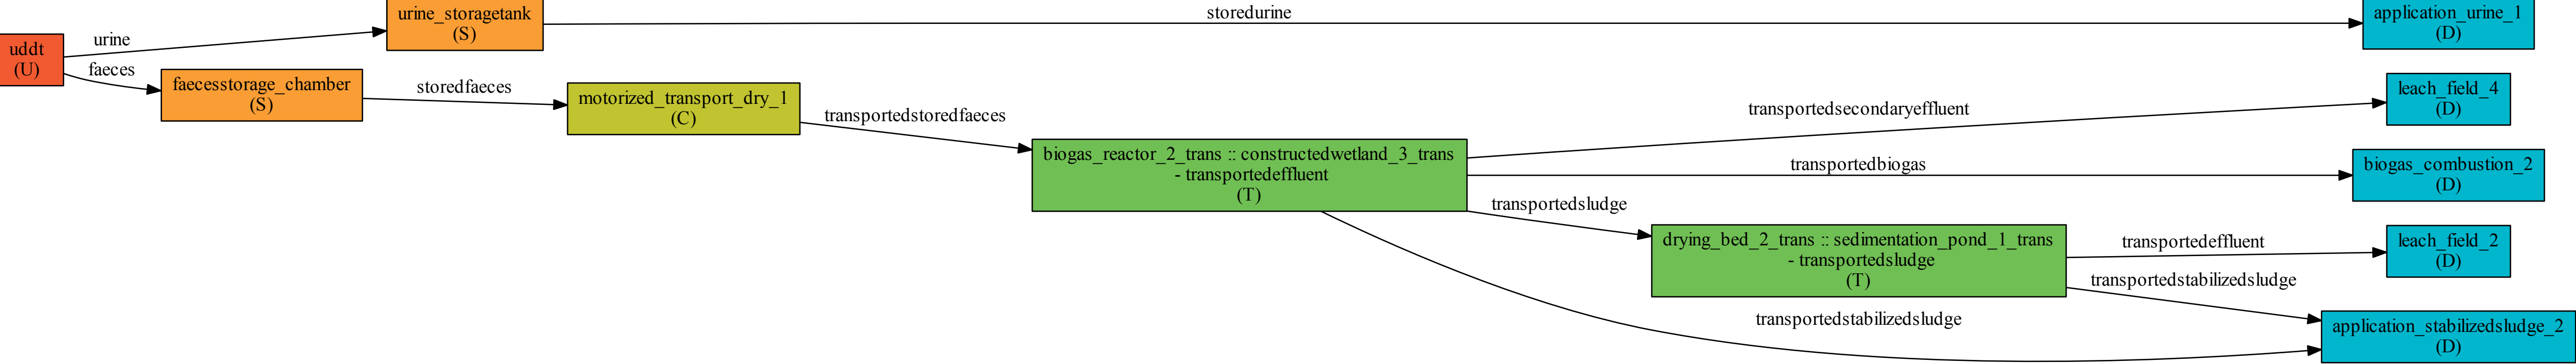 uddt
(U)
urine
faeces
urine_storagetank
(S)
faecesstorage_chamber
(S)
storedurine
storedfaeces
motorized_transport_dry_1
(C)
transportedstoredfaeces
biogas_reactor_2_trans :: constructedwetland_3_trans
- transportedeffluent
(T)
transportedsecondaryeffluent
transportedbiogas
transportedsludge
transportedstabilizedsludge
drying_bed_2_trans :: sedimentation_pond_1_trans
- transportedsludge
(T)
transportedeffluent
transportedstabilizedsludge
application_urine_1
(D)
leach_field_4
(D)
biogas_combustion_2
(D)
leach_field_2
(D)
application_stabilizedsludge_2
(D)